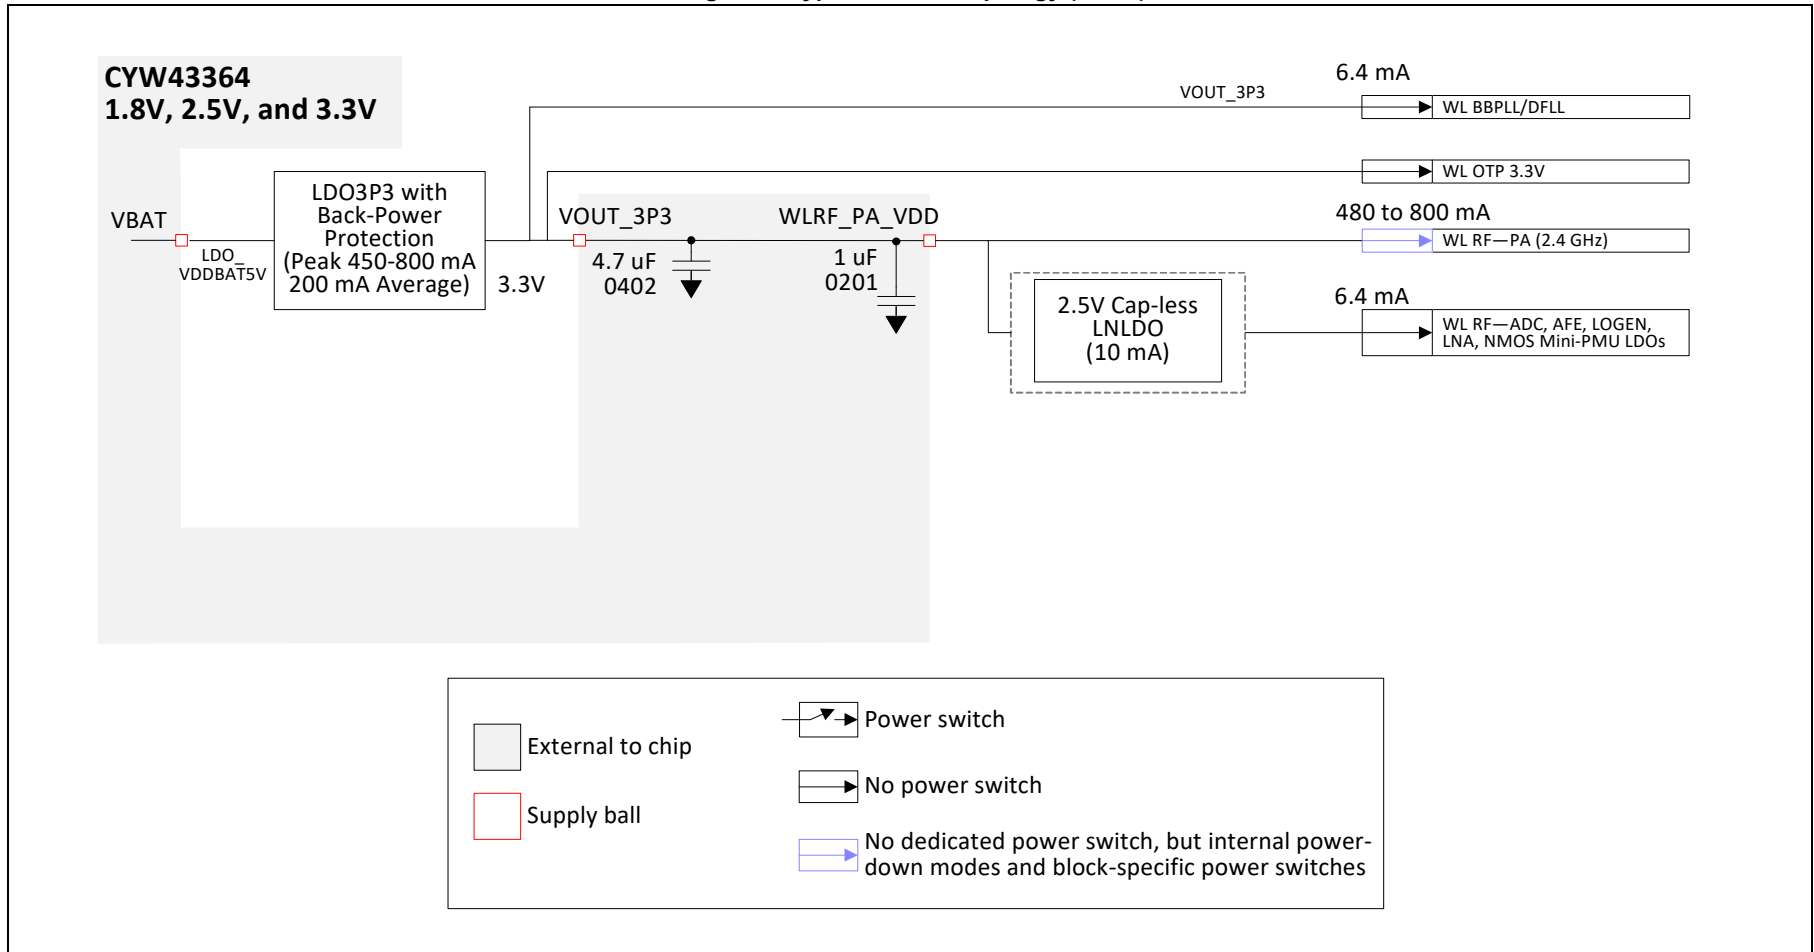 CYW43364
1.8V, 2.5V, and 3.3V
VBAT
LDO_
VDDBAT5V
LDO3P3 with
Back-Power
Protection
(Peak 450-800 mA
200 mA Average)
3.3V
VOUT_3P3
4.7 uF
0402
WLRF_PA_VDD
1 uF
0201
VOUT_3P3
6.4 mA
WL BBPLL/DFLL
WL OTP 3.3V
480 to 800 mA
WL RF—PA (2.4 GHz)
2.5V Cap-less
LNLDO
(10 mA)
6.4 mA
WL RF—ADC, AFE, LOGEN,
LNA, NMOS Mini-PMU LDOs
External to chip
Supply ball
Power switch
No power switch
No dedicated power switch, but internal power-
down modes and block-specific power switches